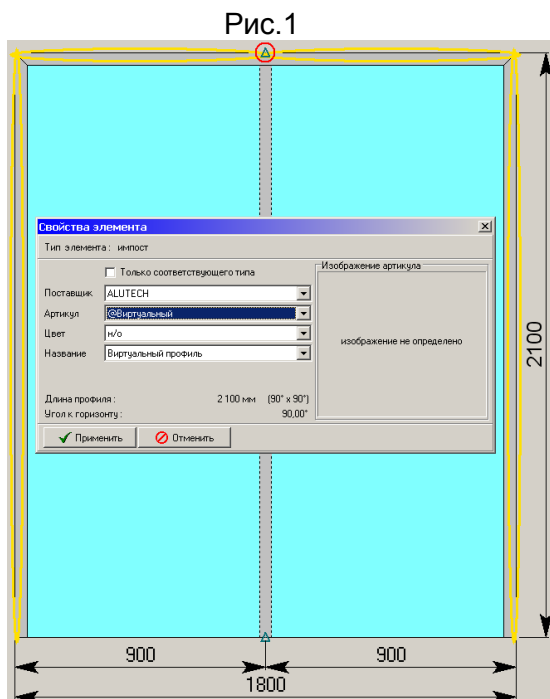 Рис.1
Свойства элемента
Тип элемента: импост
Только соответствующего типа
Поставщик ALUTECH
Артикул @Виртуальный
Цвет н/о
Название Виртуальный профиль
Изображение артикула
изображение не определено
Длина профиля: 2 100 мм (90° x 90°)
Угол к горизонту: 90,00°
Применить Отменить
2100
900 900
1800